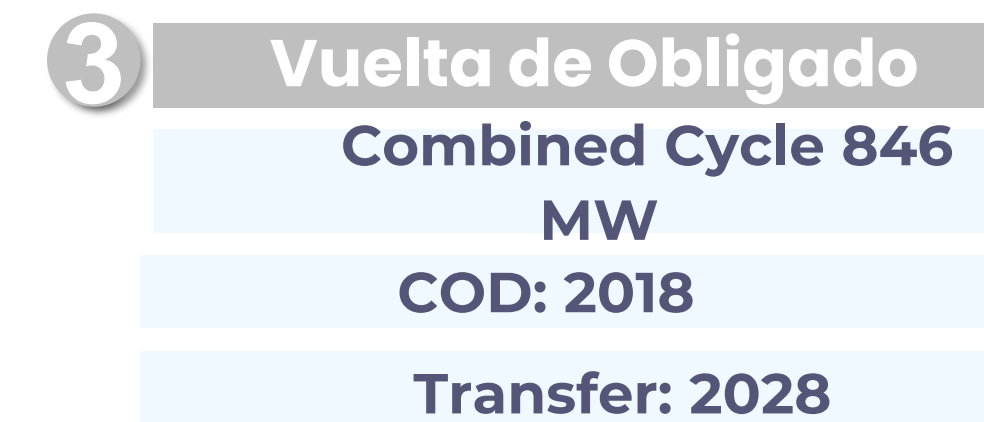 3
Vuelta de Obligado
Combined Cycle 846
MW
COD: 2018
Transfer: 2028